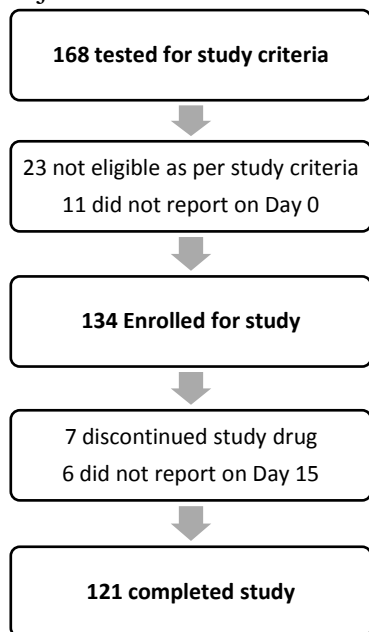 168 tested for study criteria
23 not eligible as per study criteria
11 did not report on Day 0
134 Enrolled for study
7 discontinued study drug
6 did not report on Day 15
121 completed study